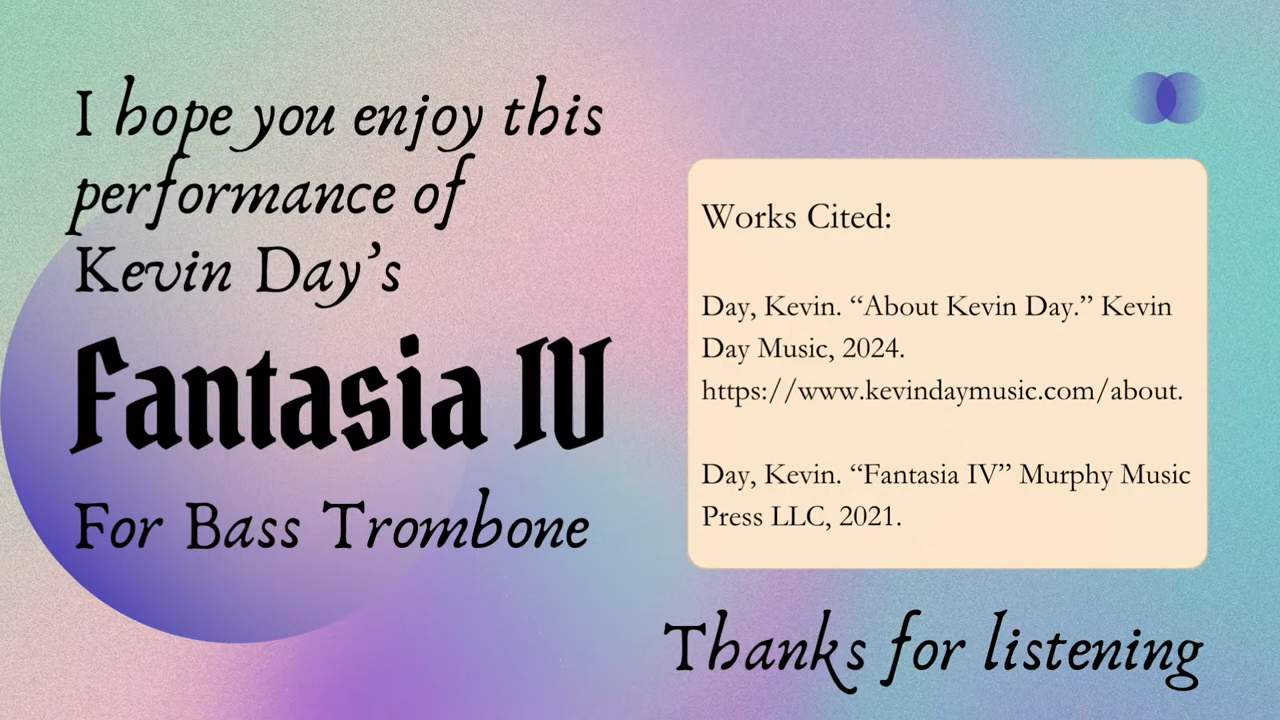 I hope you enjoy this
performance of
Kevin Day’s
Fantasia IV
For Bass Trombone
Works Cited:
Day, Kevin. “About Kevin Day.” Kevin
Day Music, 2024.
https://www.kevindaymusic.com/about.
Day, Kevin. “Fantasia IV” Murphy Music
Press LLC, 2021.
Thanks for listening